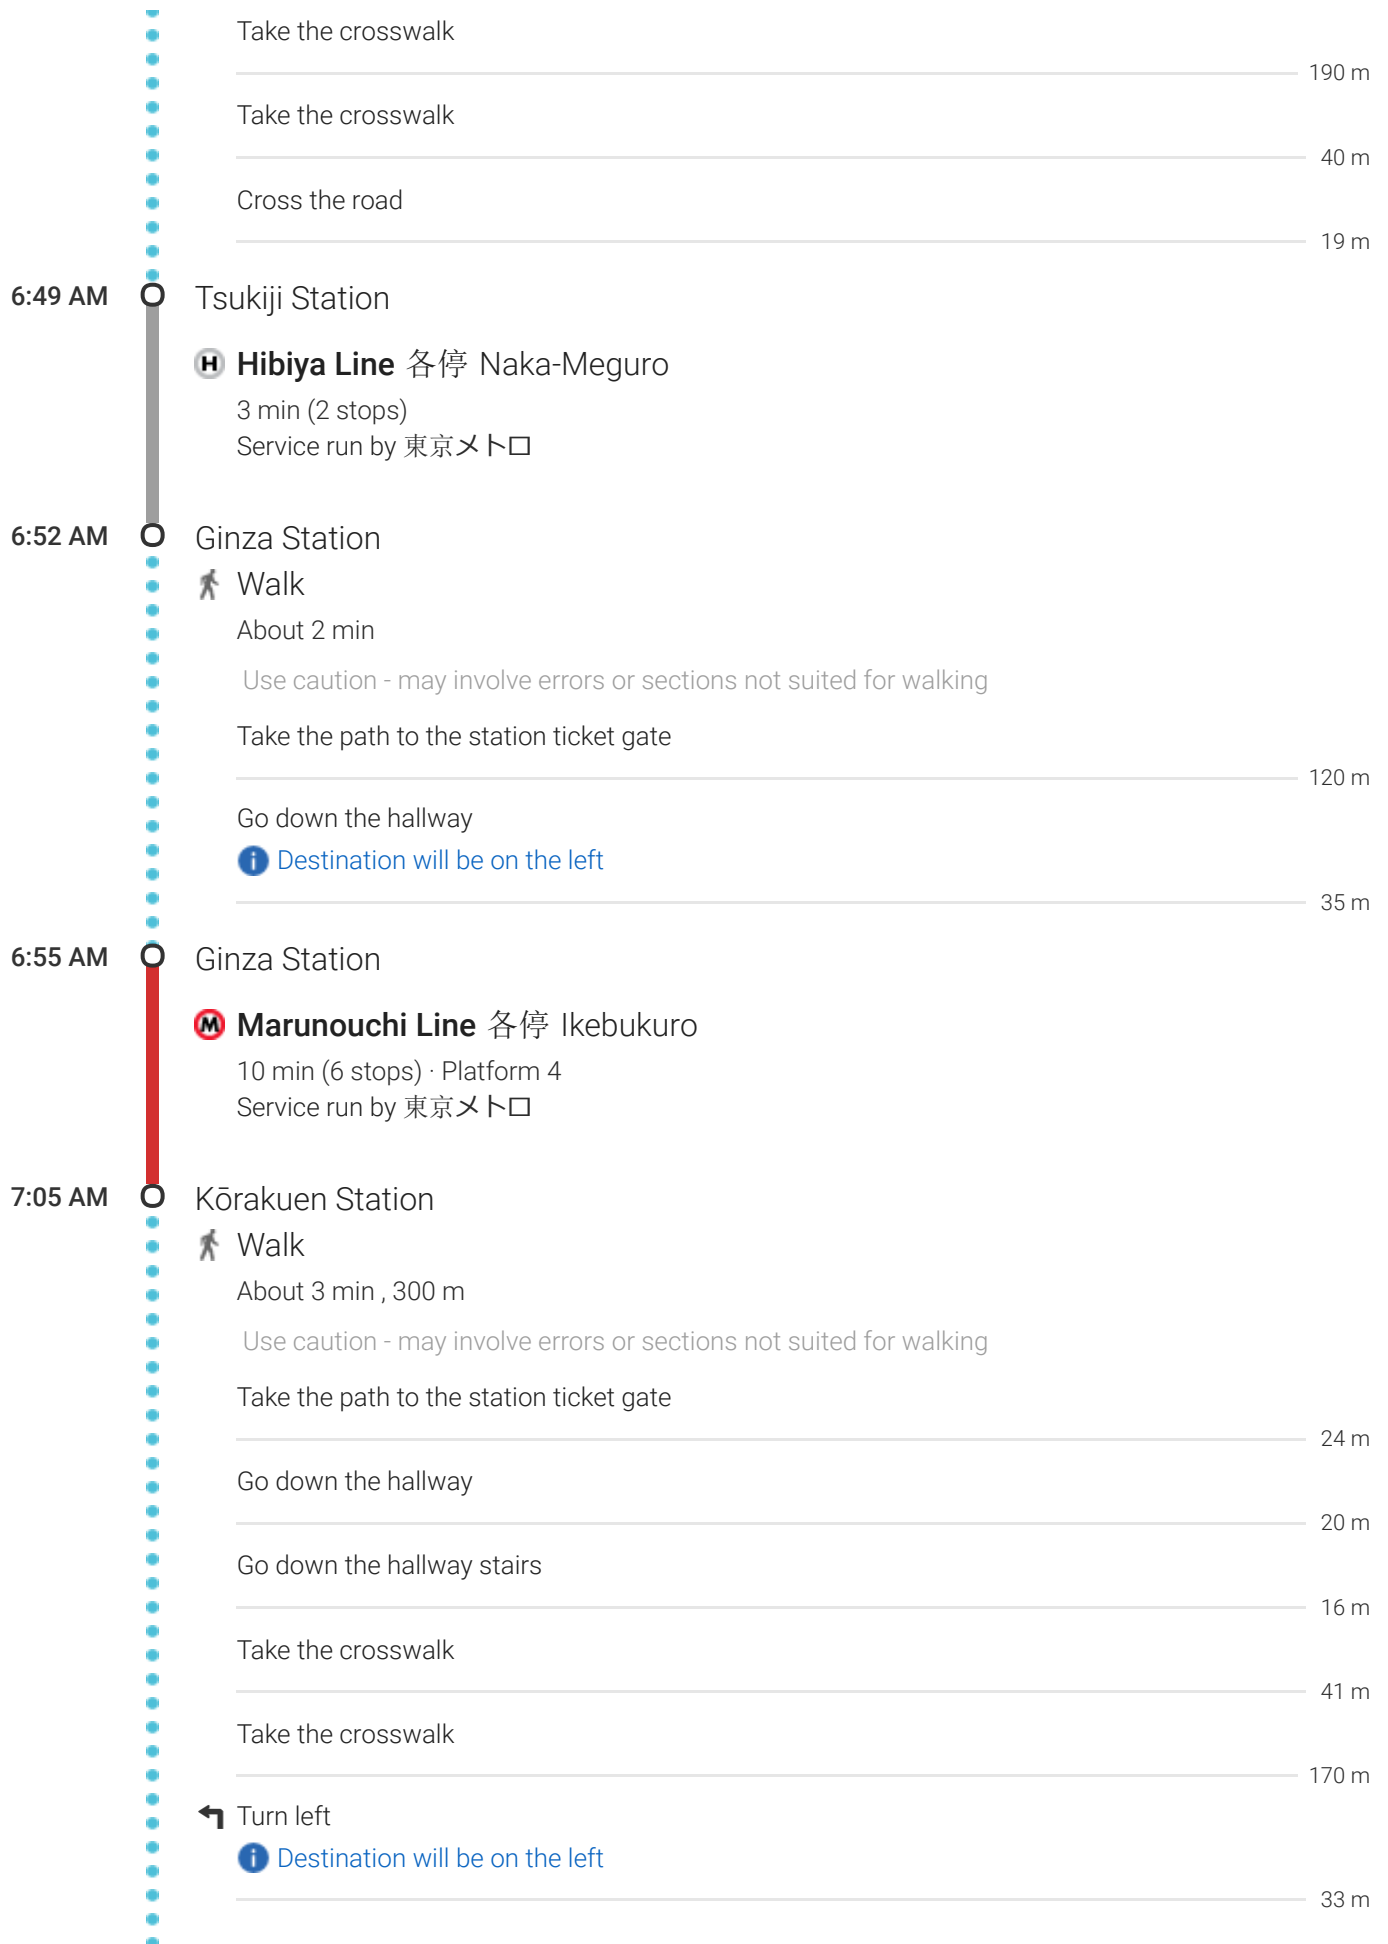 Take the crosswalk
190 m
Take the crosswalk
40 m
Cross the road
19 m
6:49 AM Tsukiji Station
H Hibiya Line 各停 Naka-Meguro
3 min (2 stops)
Service run by 東京メトロ
6:52 AM Ginza Station
Walk
About 2 min
Use caution - may involve errors or sections not suited for walking
Take the path to the station ticket gate
120 m
Go down the hallway
i Destination will be on the left
35 m
6:55 AM Ginza Station
M Marunouchi Line 各停 Ikebukuro
10 min (6 stops) · Platform 4
Service run by 東京メトロ
7:05 AM Kōrakuen Station
Walk
About 3 min , 300 m
Use caution - may involve errors or sections not suited for walking
Take the path to the station ticket gate
24 m
Go down the hallway
20 m
Go down the hallway stairs
16 m
Take the crosswalk
41 m
Take the crosswalk
170 m
Turn left
i Destination will be on the left
33 m